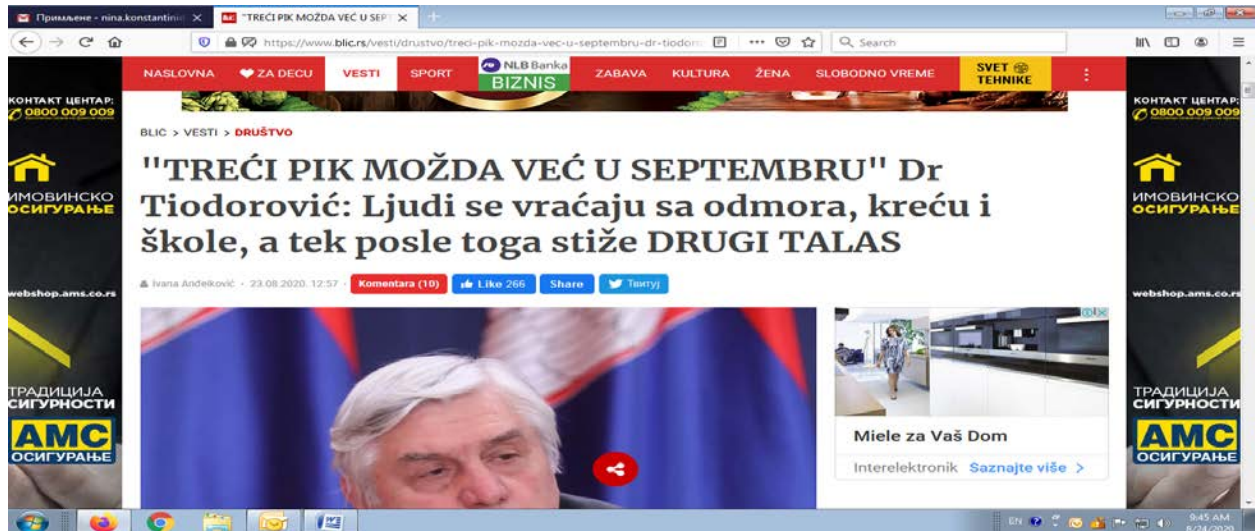 Примљене - nina.konstantini
"TREĆI PIK MOŽDA VEĆ U SEPT
https://www.blic.rs/vesti/drustvo/treci-pik-mozda-vec-u-septembru-dr-tiodoro
Search
NASLOVNA ZA DECU VESTI SPORT NLB Banka BIZNIS ZABAVA KULTURA ŽENA SLOBODNO VREME SVET TEHNIKE
КОНТАКТ ЦЕНТАР:
0800 009 009
ИМОВИНСКО
ОСИГУРАЊЕ
webshop.ams.co.rs
ТРАДИЦИЈА
СИГУРНОСТИ
АМС
ОСИГУРАЊЕ
BLIC > VESTI > DRUŠTVO
"TREĆI PIK MOŽDA VEĆ U SEPTEMBRU" Dr
Tiodorović: Ljudi se vraćaju sa odmora, kreću i
škole, a tek posle toga stiže DRUGI TALAS
Ivana Anđelković - 23.08.2020. 12:57 - Komentara (10) Like 266 Share Твитуј
Miele za Vaš Dom
Interelektronik Saznajte više >
КОНТАКТ ЦЕНТАР:
0800 009 009
ИМОВИНСКО
ОСИГУРАЊЕ
webshop.ams.co.rs
ТРАДИЦИЈА
СИГУРНОСТИ
АМС
ОСИГУРАЊЕ
EN
9:45 AM
8/24/2020